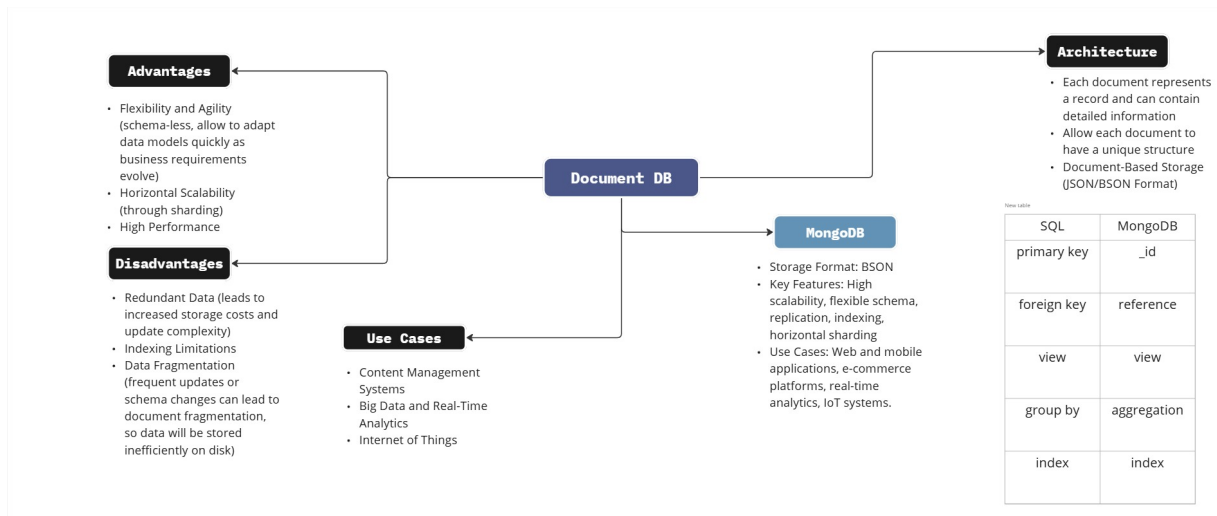 Document DB
Advantages
• Flexibility and Agility
(schema-less, allow to adapt
data models quickly as
business requirements
evolve)
• Horizontal Scalability
(through sharding)
• High Performance
Disadvantages
• Redundant Data (leads to
increased storage costs and
update complexity)
• Indexing Limitations
• Data Fragmentation
(frequent updates or
schema changes can lead to
document fragmentation,
so data will be stored
inefficiently on disk)
Use Cases
• Content Management
Systems
• Big Data and Real-Time
Analytics
• Internet of Things
MongoDB
• Storage Format: BSON
• Key Features: High
scalability, flexible schema,
replication, indexing,
horizontal sharding
• Use Cases: Web and mobile
applications, e-commerce
platforms, real-time
analytics, IoT systems.
Architecture
• Each document represents
a record and can contain
detailed information
• Allow each document to
have a unique structure
• Document-Based Storage
(JSON/BSON Format)
New table
SQL MongoDB
primary key _id
foreign key reference
view view
group by aggregation
index index